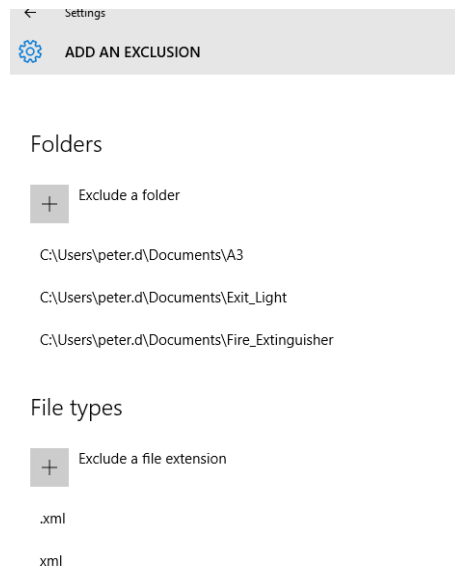 Settings
ADD AN EXCLUSION
Folders
Exclude a folder
C:\Users\peter.d\Documents\A3
C:\Users\peter.d\Documents\Exit_Light
C:\Users\peter.d\Documents\Fire_Extinguisher
File types
Exclude a file extension
.xml
xml